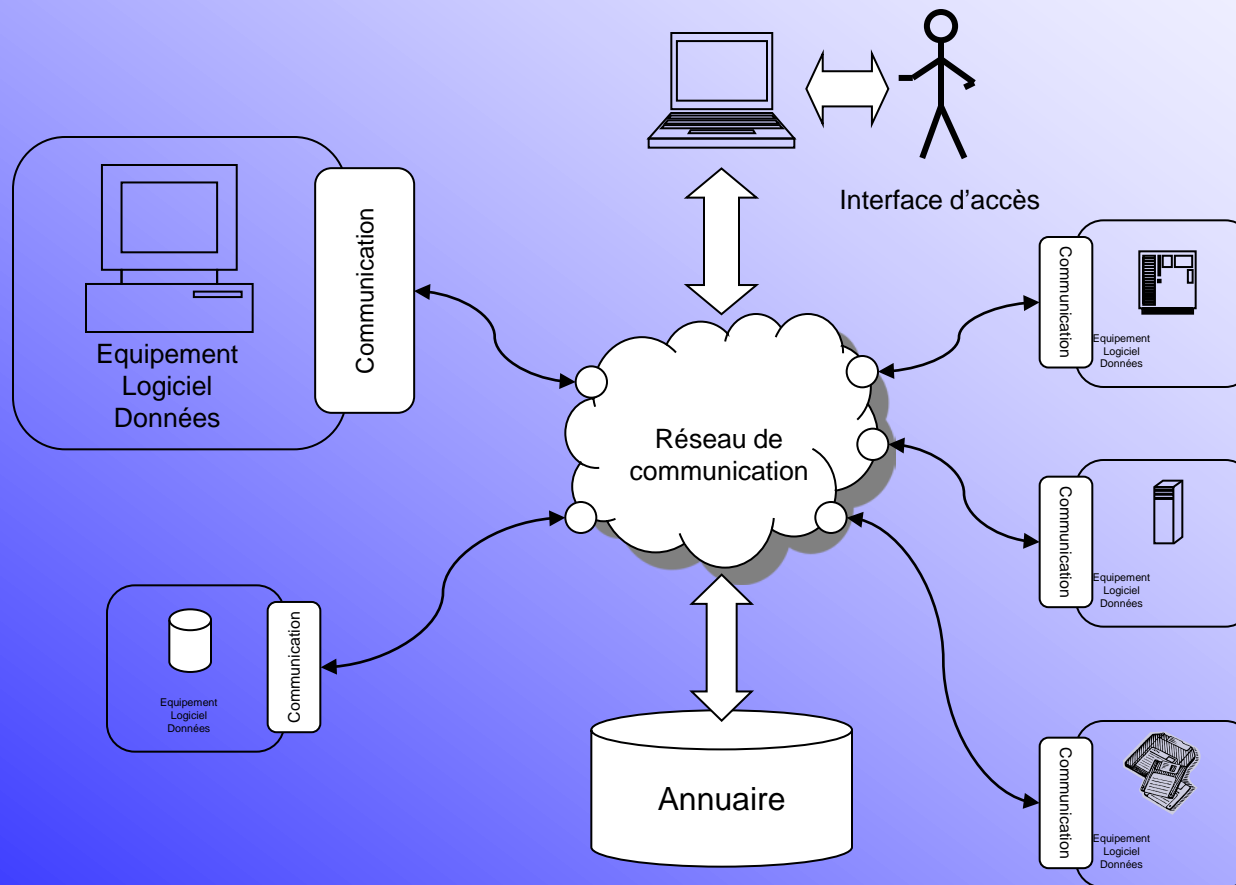 Interface d'accès
Communication
Equipement
Logiciel
Données
Communication
Equipement
Logiciel
Données
Réseau de
communication
Communication
Equipement
Logiciel
Données
Communication
Equipement
Logiciel
Données
Annuaire
Communication
Equipement
Logiciel
Données